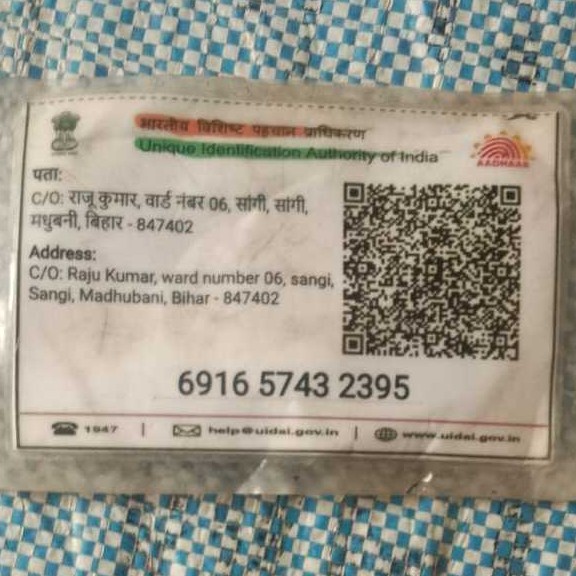 भारतीय विशिष्ट पहचान प्राधिकरण
Unique Identification Authority of India
AADHAAR
पता:
C/O: राजू कुमार, वार्ड नंबर 06, सांगी, सांगी,
मधुबनी, बिहार - 847402
Address:
C/O: Raju Kumar, ward number 06, sangi,
Sangi, Madhubani, Bihar - 847402
6916 5743 2395
1947 | help@uidai.gov.in | www.uidai.gov.in